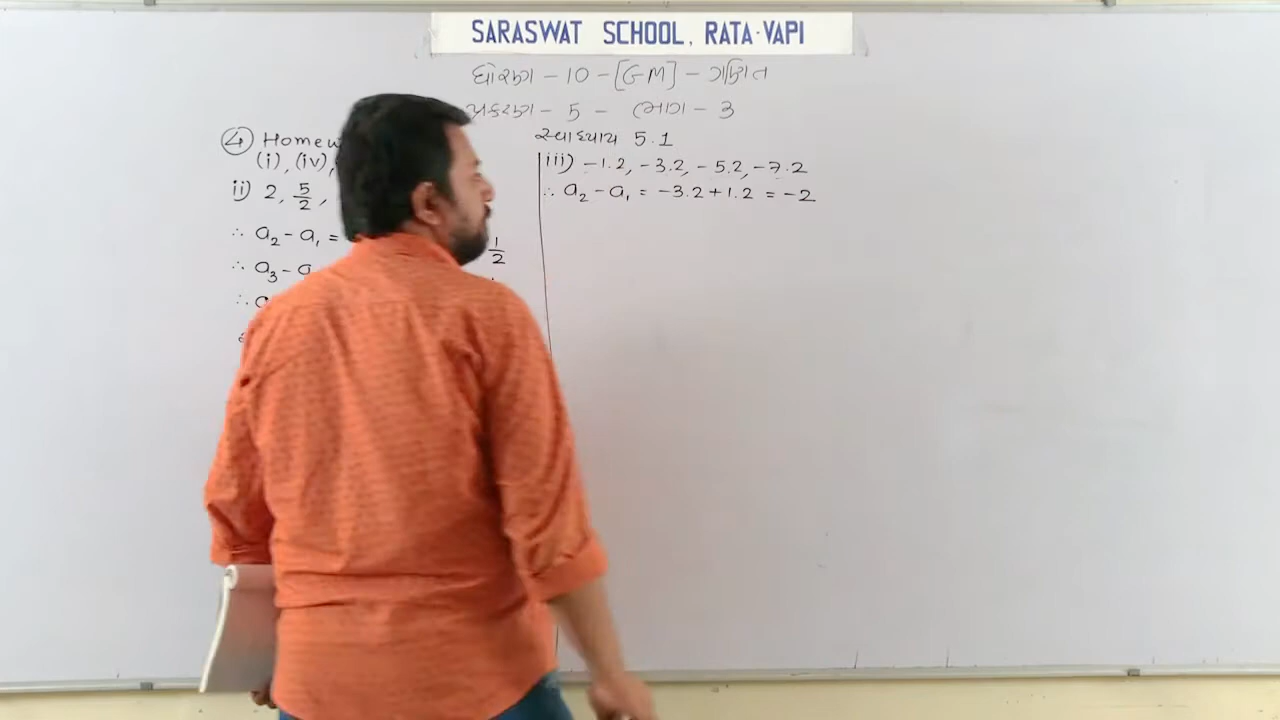 SARASWAT SCHOOL, RATA-VAPI
ધોરણ - 10 - [GM] - ગણિત
પ્રકરણ - 5 - ભાગ - 3
સ્વાધ્યાય 5.1
④
(i), (iv),
ii) 2, 5/2,
∴ a₂ - a₁ =
1/2
∴ a₃ - a
∴ a
iii) -1.2, -3.2, -5.2, -7.2
∴ a₂ - a₁ = -3.2 + 1.2 = -2